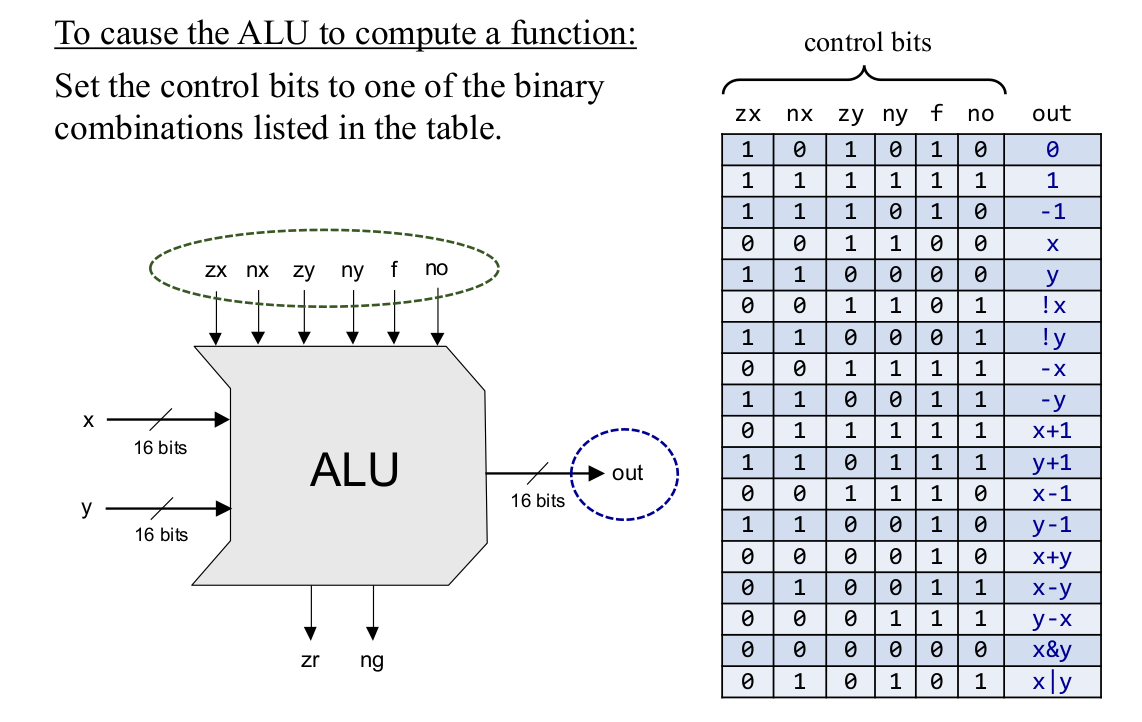 To cause the ALU to compute a function:
Set the control bits to one of the binary
combinations listed in the table.
control bits
zx nx zy ny f no out
1 0 1 0 1 0 0
1 1 1 1 1 1 1
1 1 1 0 1 0 -1
0 0 1 1 0 0 x
1 1 0 0 0 0 y
0 0 1 1 0 1 !x
1 1 0 0 0 1 !y
0 0 1 1 1 1 -x
1 1 0 0 1 1 -y
0 1 1 1 1 1 x+1
1 1 0 1 1 1 y+1
0 0 1 1 1 0 x-1
1 1 0 0 1 0 y-1
0 0 0 0 1 0 x+y
0 1 0 0 1 1 x-y
0 0 0 1 1 1 y-x
0 0 0 0 0 0 x&y
0 1 0 1 0 1 x|y
zx nx zy ny f no
x
16 bits
y
16 bits
ALU
out
16 bits
zr ng